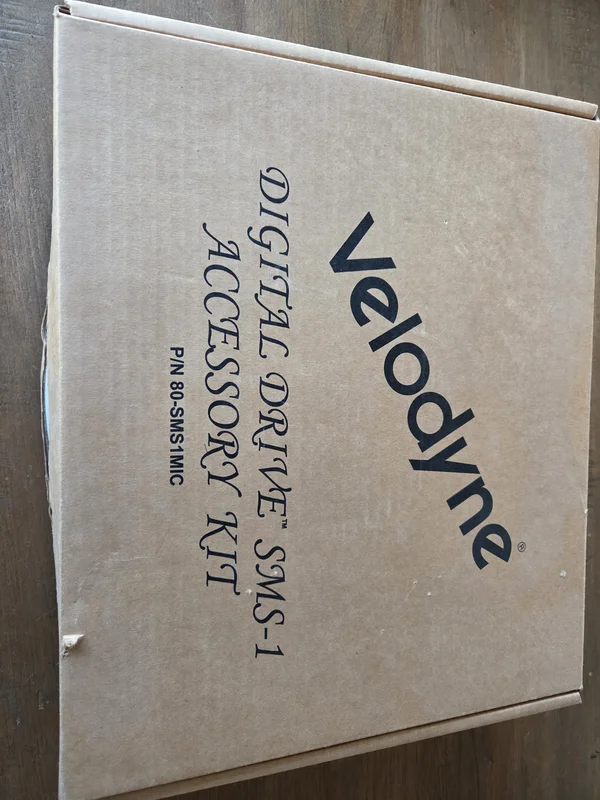 Velodyne®
DIGITAL DRIVE™ SMS-1
ACCESSORY KIT
P/N 80-SMS1MIC